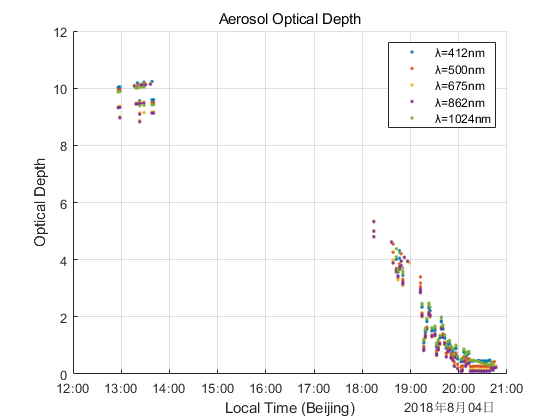 Aerosol Optical Depth
12
10
8
6
4
2
0
Optical Depth
λ=412nm
λ=500nm
λ=675nm
λ=862nm
λ=1024nm
12:00 13:00 14:00 15:00 16:00 17:00 18:00 19:00 20:00 21:00
Local Time (Beijing)
2018年8月04日